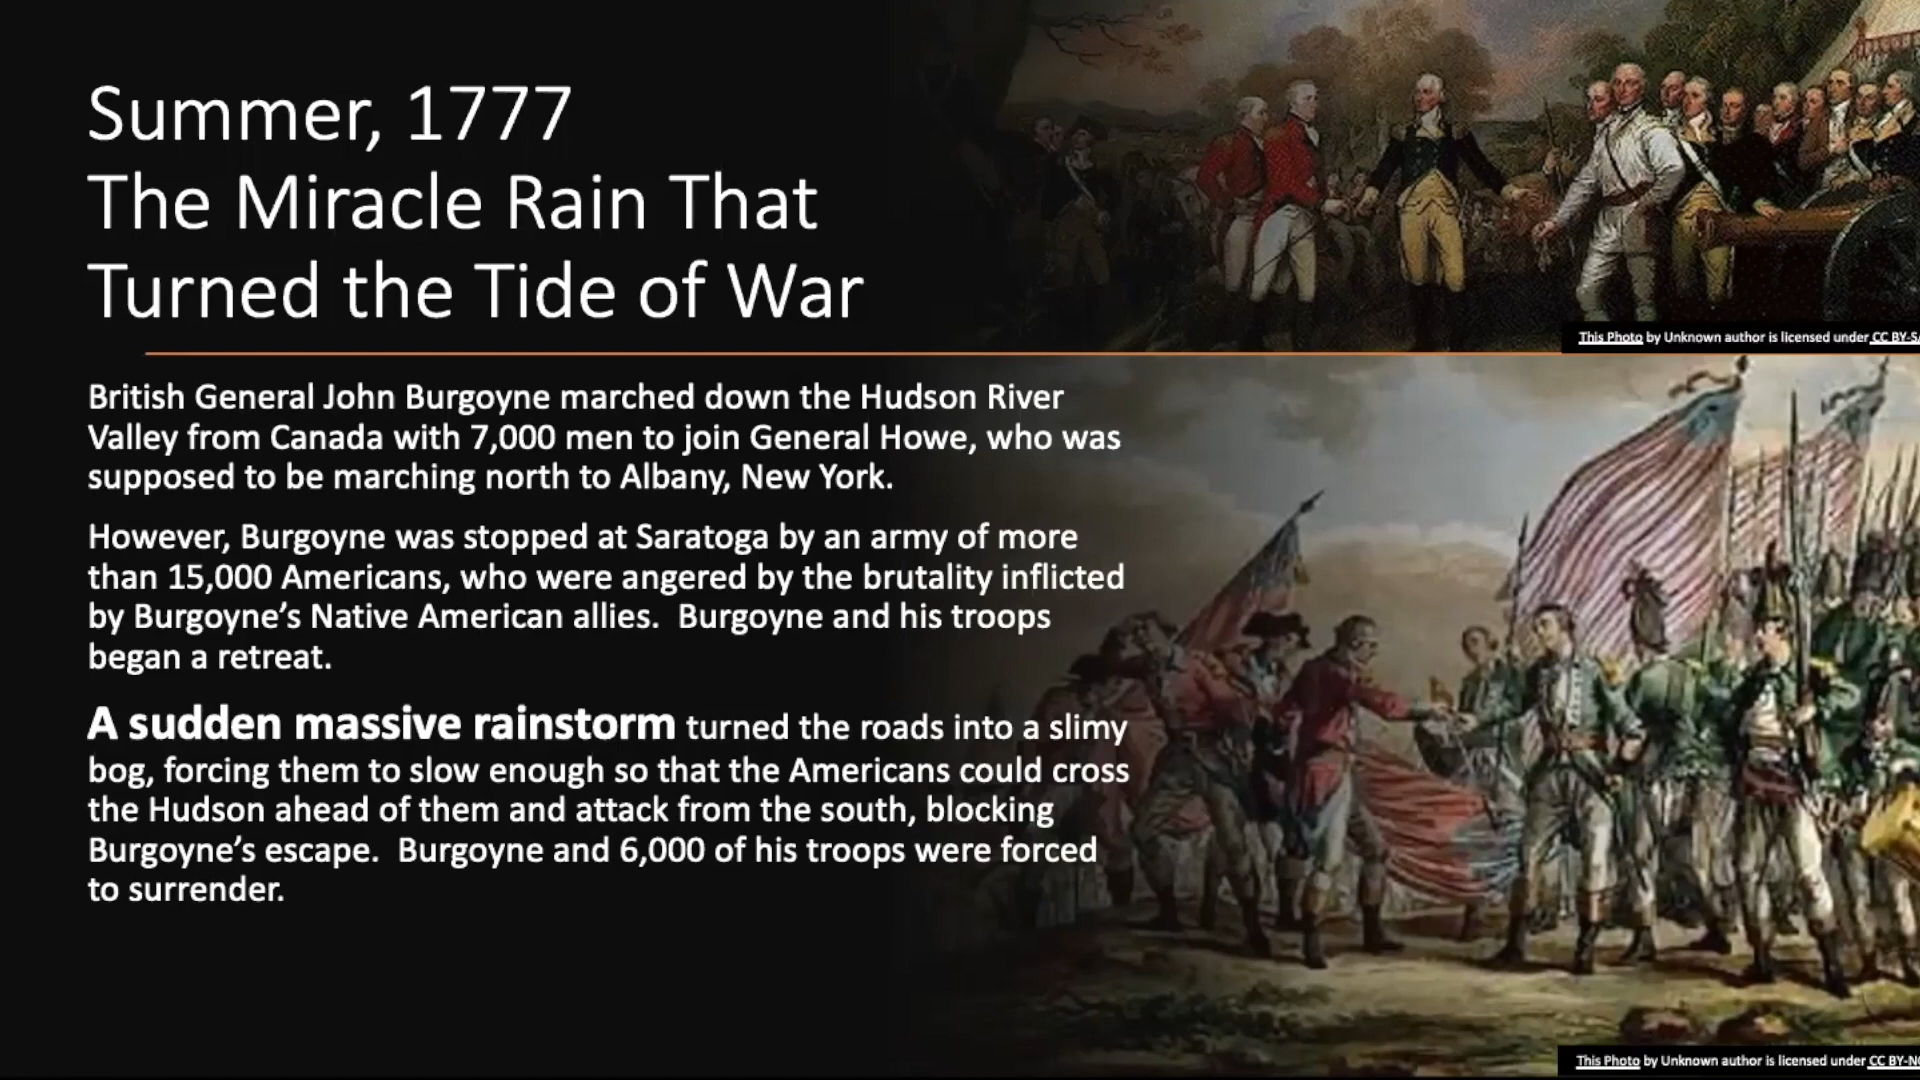 Summer, 1777
The Miracle Rain That
Turned the Tide of War
This Photo by Unknown author is licensed under CC BY-SA
British General John Burgoyne marched down the Hudson River
Valley from Canada with 7,000 men to join General Howe, who was
supposed to be marching north to Albany, New York.
However, Burgoyne was stopped at Saratoga by an army of more
than 15,000 Americans, who were angered by the brutality inflicted
by Burgoyne’s Native American allies.  Burgoyne and his troops
began a retreat.
A sudden massive rainstorm turned the roads into a slimy
bog, forcing them to slow enough so that the Americans could cross
the Hudson ahead of them and attack from the south, blocking
Burgoyne’s escape.  Burgoyne and 6,000 of his troops were forced
to surrender.
This Photo by Unknown author is licensed under CC BY-NC